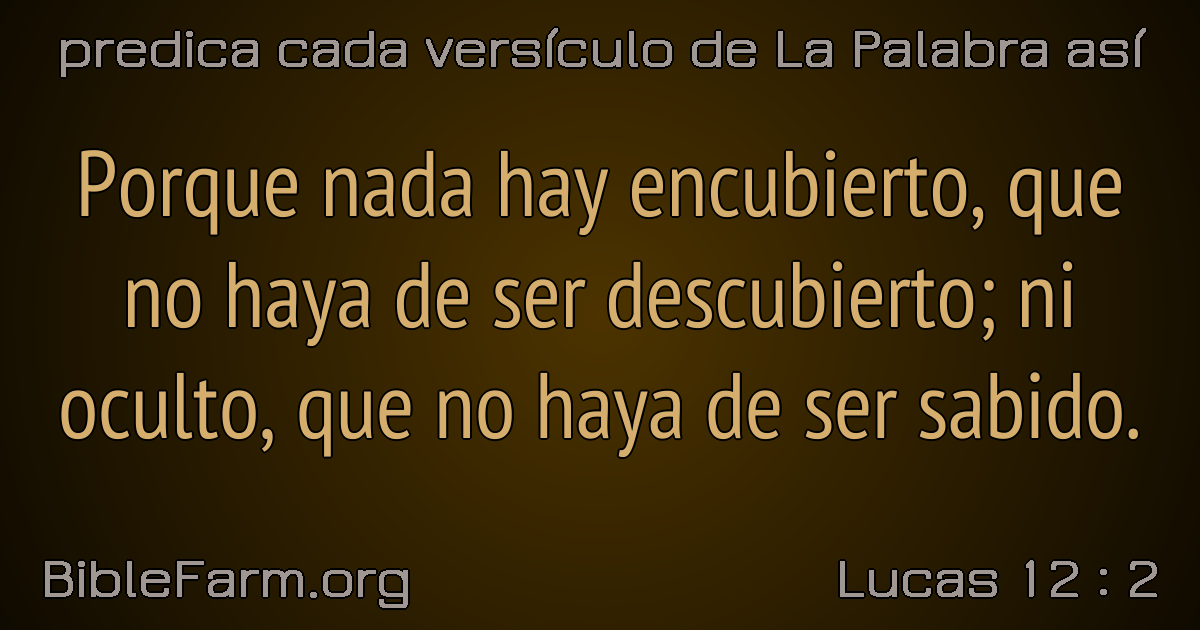 predica cada versículo de La Palabra así
Porque nada hay encubierto, que
no haya de ser descubierto; ni
oculto, que no haya de ser sabido.
BibleFarm.org
Lucas 12 : 2